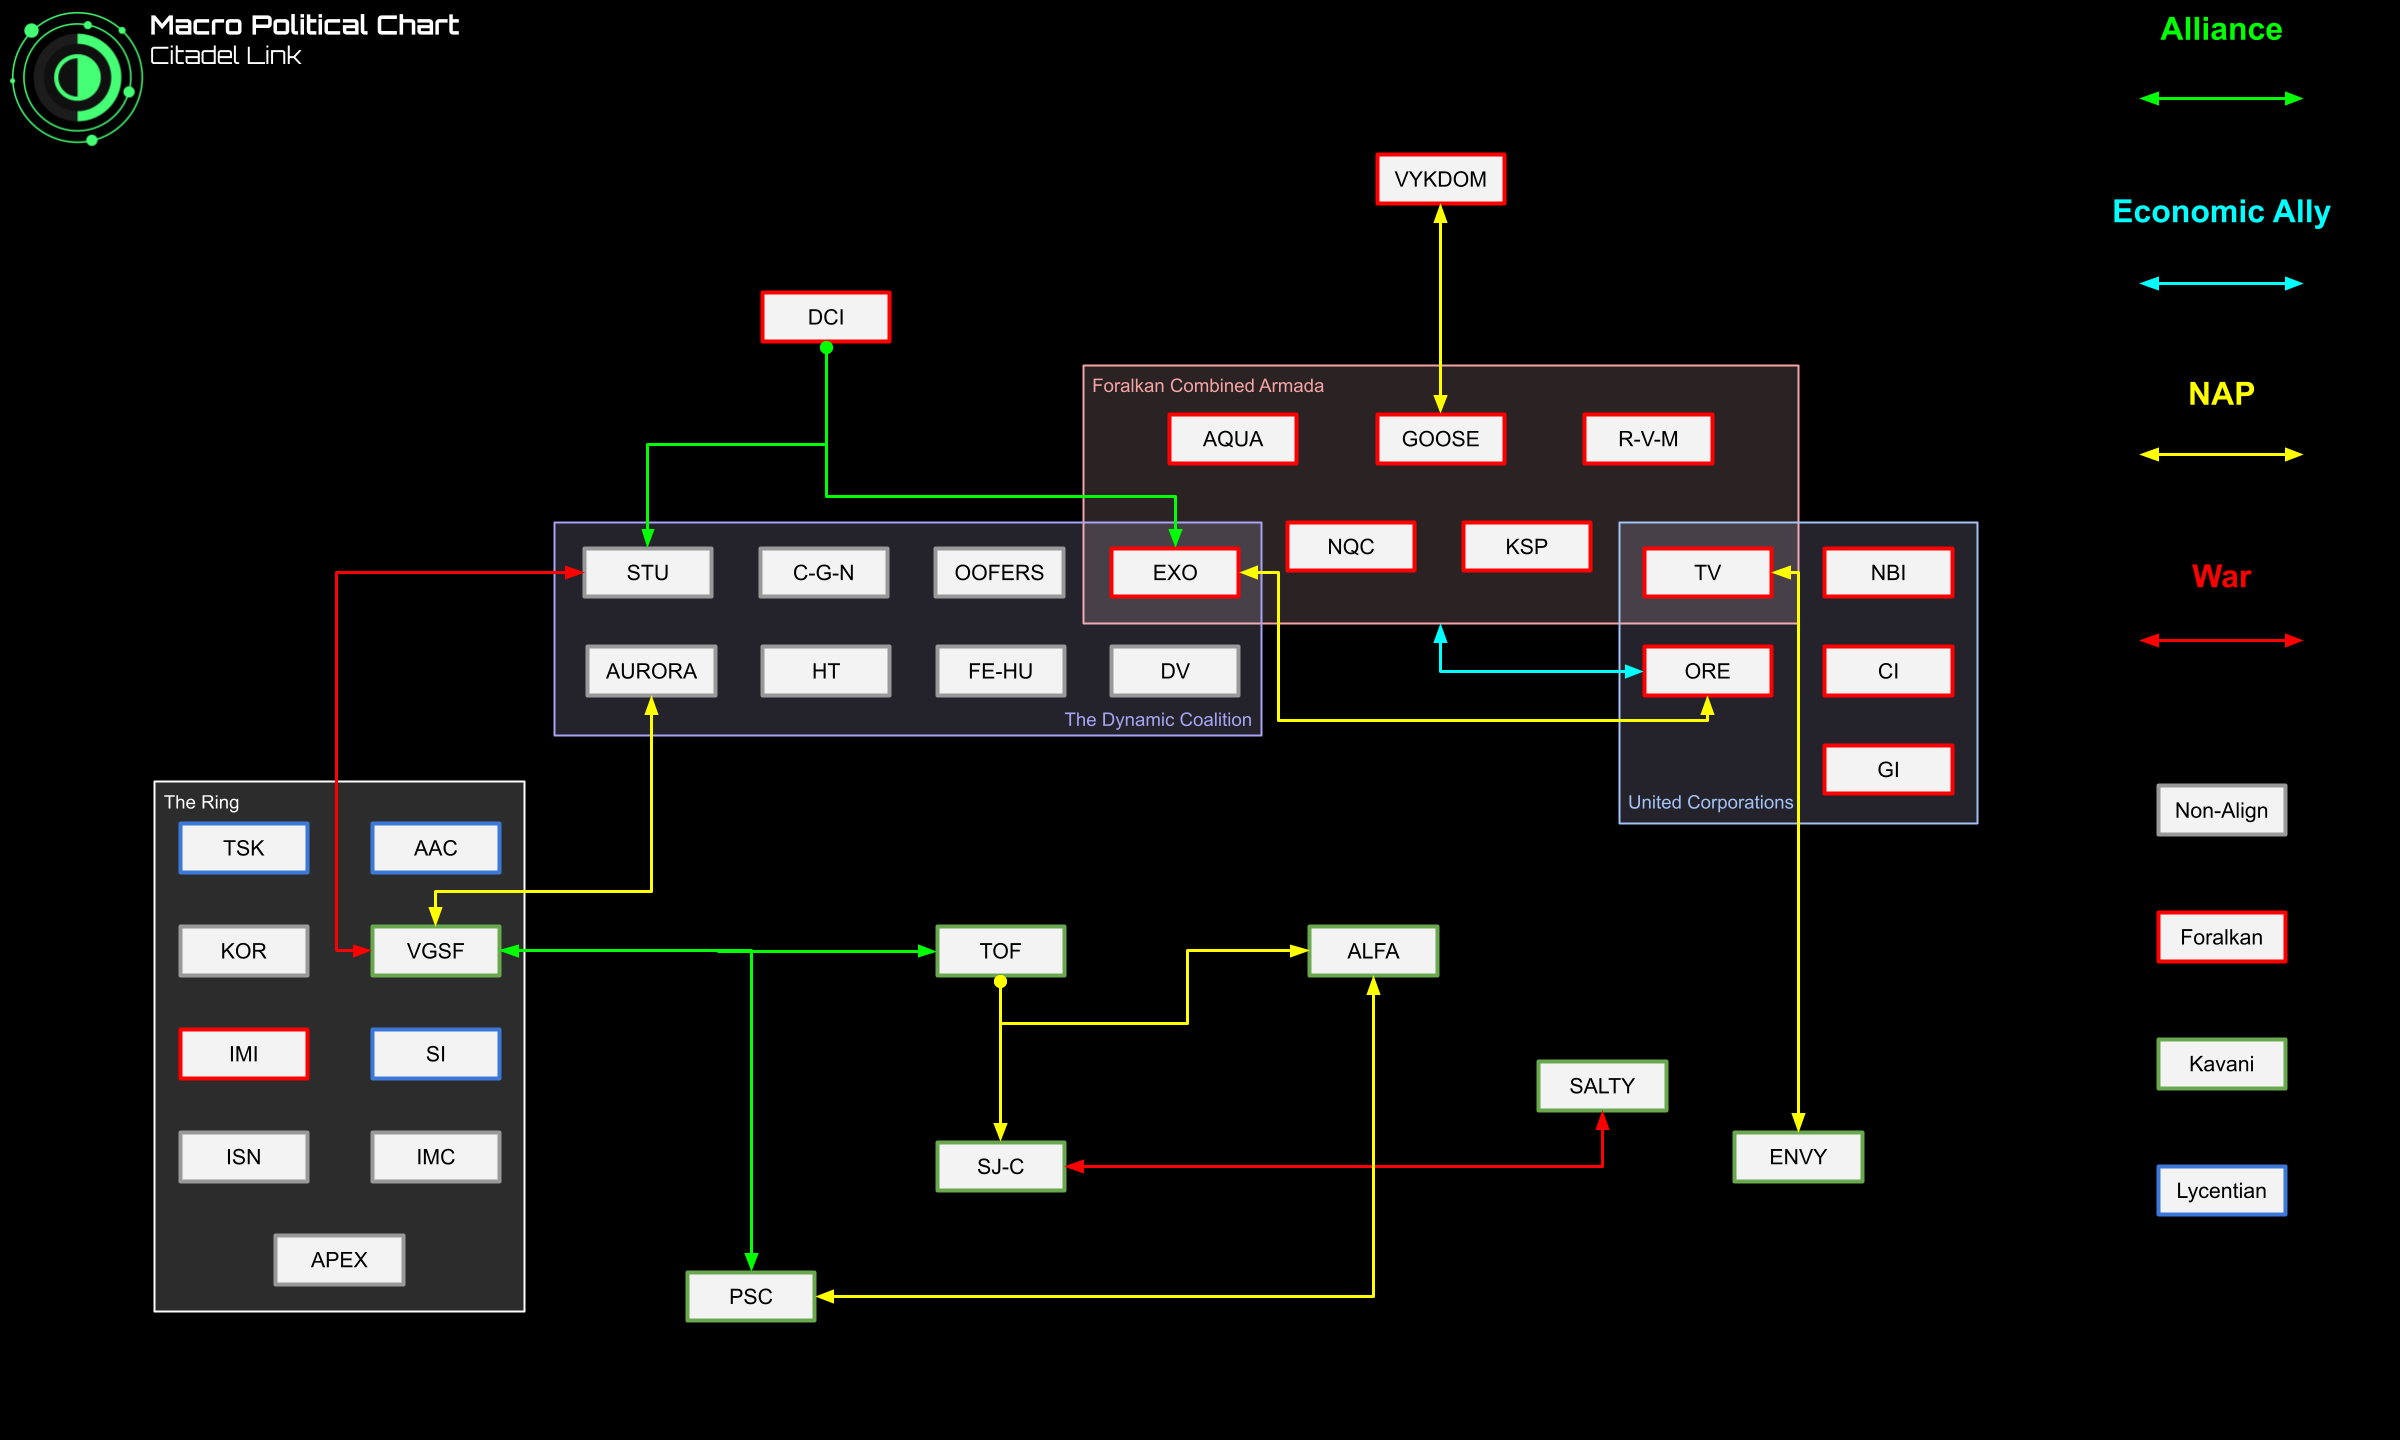 Macro Political Chart
Citadel Link
Alliance
Economic Ally
NAP
War
Non-Align
Foralkan
Kavani
Lycentian
VYKDOM
DCI
Foralkan Combined Armada
AQUA
GOOSE
R-V-M
NQC
KSP
STU
C-G-N
OOFERS
EXO
TV
NBI
AURORA
HT
FE-HU
DV
ORE
CI
The Dynamic Coalition
GI
United Corporations
The Ring
TSK
AAC
KOR
VGSF
TOF
ALFA
IMI
SI
SALTY
ISN
IMC
SJ-C
ENVY
APEX
PSC